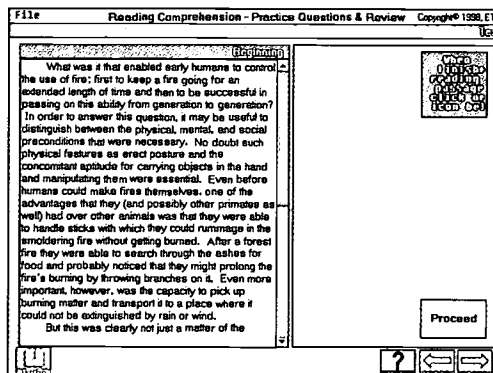 File Reading Comprehension - Practice Questions & Review Copyright© 1998, ET
Beginning
What was it that enabled early humans to control
the use of fire; first to keep a fire going for an
extended length of time and then to be successful in
passing on this ability from generation to generation?
In order to answer this question, it may be useful to
distinguish between the physical, mental, and social
preconditions that were necessary. No doubt such
physical features as erect posture and the
concomitant aptitude for carrying objects in the hand
and manipulating them were essential. Even before
humans could make fires themselves, one of the
advantages that they (and possibly other primates as
well) had over other animals was that they were able
to handle sticks with which they could rummage in the
smoldering fire without getting burned. After a forest
fire they were able to search through the ashes for
food and probably noticed that they might prolong the
fire's burning by throwing branches on it. Even more
important, however, was the capacity to pick up
burning matter and transport it to a place where it
could not be extinguished by rain or wind.
But this was clearly not just a matter of the
When
finishe
reading
passage
click on
icon bel
Proceed
?